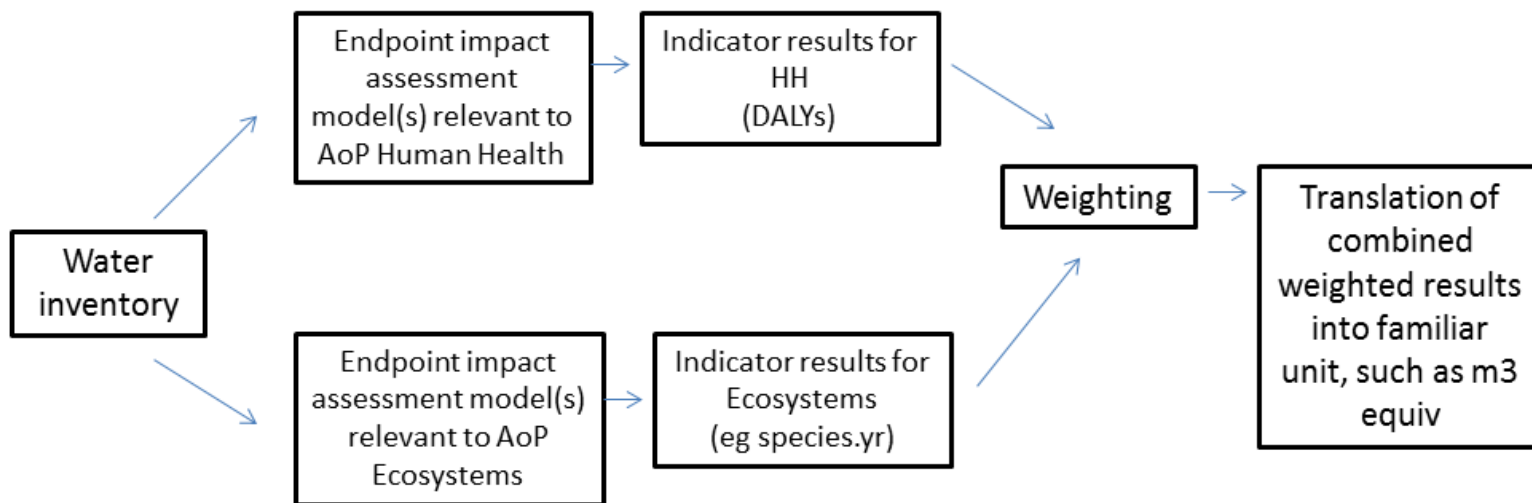 Water
inventory
Endpoint impact
assessment
model(s) relevant to
AoP Human Health
Indicator results for
HH
(DALYs)
Endpoint impact
assessment model(s)
relevant to AoP
Ecosystems
Indicator results for
Ecosystems
(eg species.yr)
Weighting
Translation of
combined
weighted results
into familiar
unit, such as m3
equiv